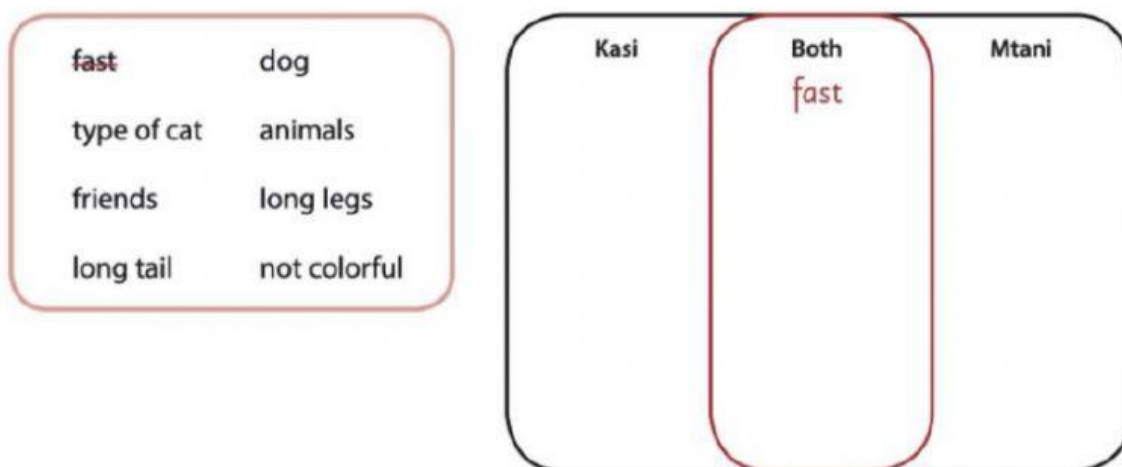 fast dog
type of cat animals
friends long legs
long tail not colorful
Kasi Both Mtani
fast